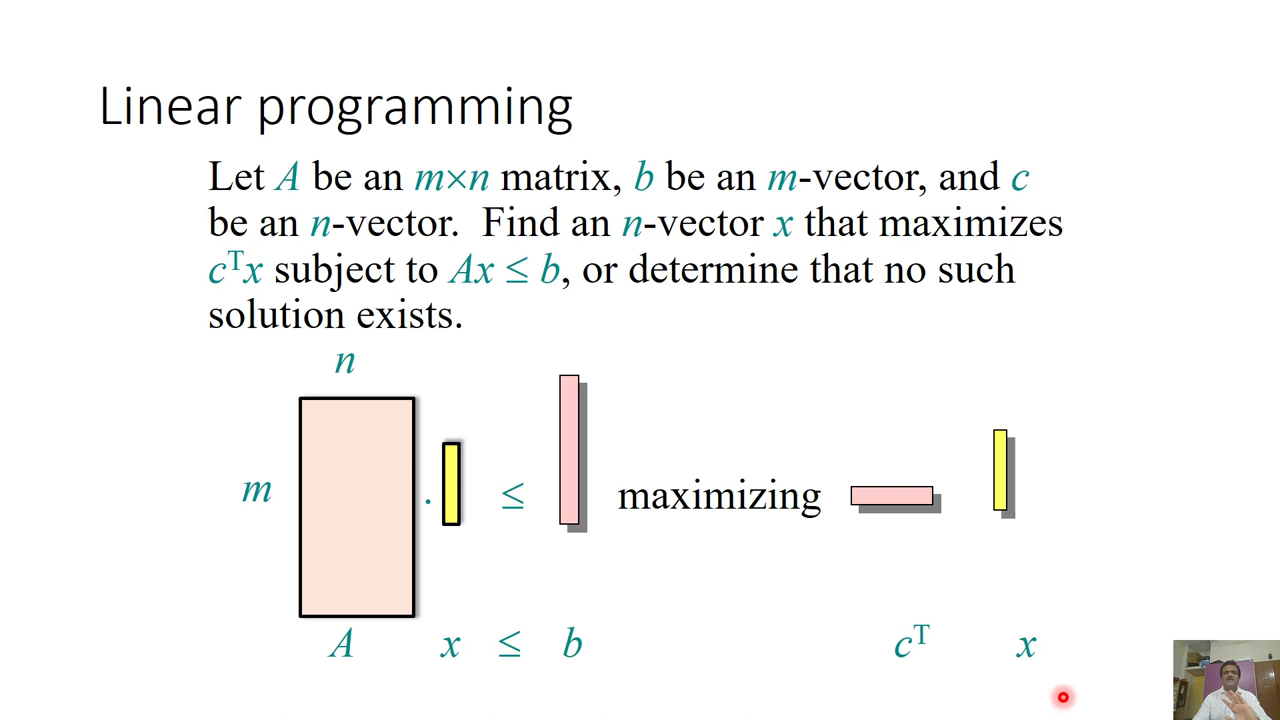 Linear programming
Let A be an m×n matrix, b be an m-vector, and c
be an n-vector. Find an n-vector x that maximizes
cᵀx subject to Ax ≤ b, or determine that no such
solution exists.
n
m . ≤ maximizing
A x ≤ b cᵀ x